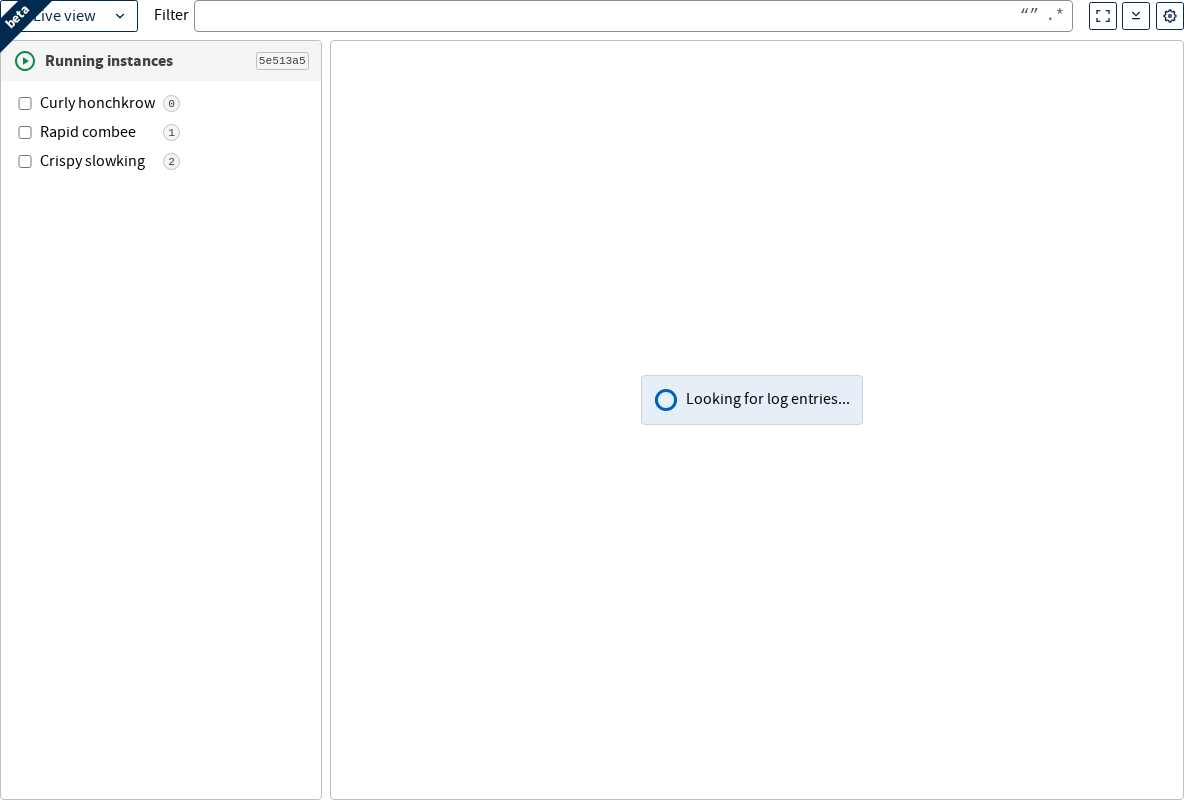 beta
Live view
Filter
“” .*
Running instances
5e513a5
Curly honchkrow 0
Rapid combee 1
Crispy slowking 2
Looking for log entries...